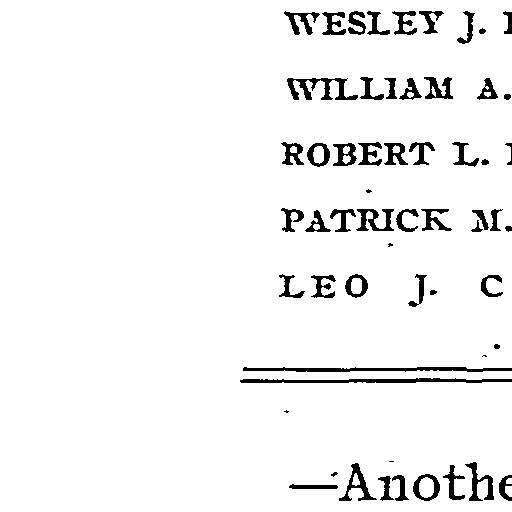 WESLEY J.
WILLIAM A.
ROBERT L.
PATRICK M.
LEO J. C
—Anothe